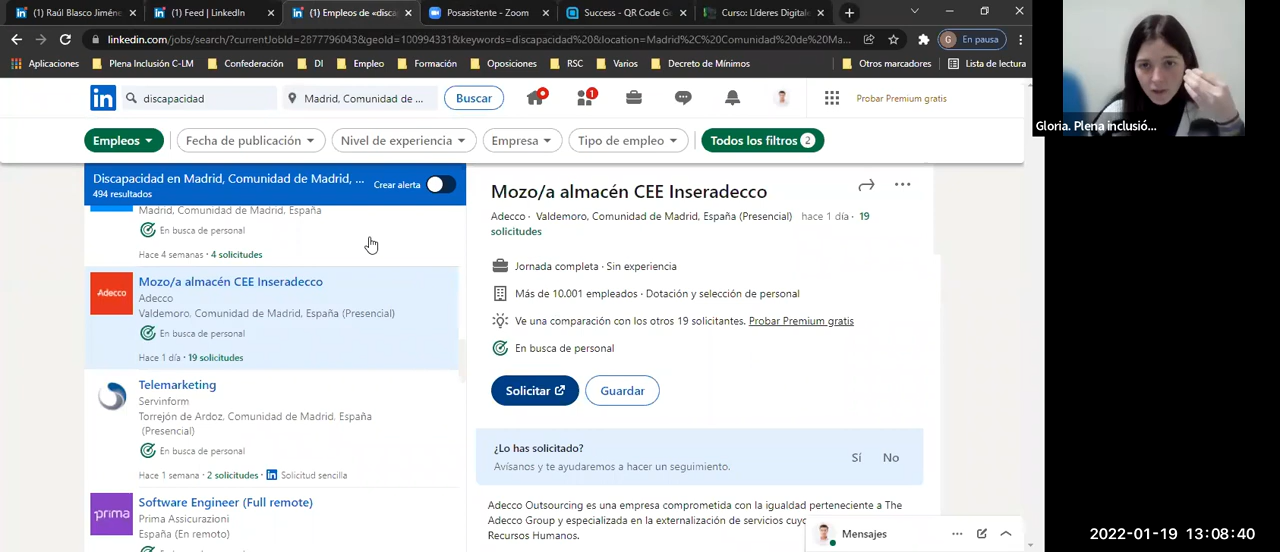 (1) Raúl Blasco Jiméne
(1) Feed | LinkedIn
(1) Empleos de «disca
Posasistente - Zoom
Success - QR Code Ge
Curso: Líderes Digitale
linkedin.com/jobs/search/?currentJobId=2877796043&geoId=100994331&keywords=discapacidad%20&location=Madrid%2C%20Comunidad%20de%20Ma...
G En pausa
Aplicaciones
Plena Inclusión C-LM
Confederación
DI
Empleo
Formación
Oposiciones
RSC
Varios
Decreto de Mínimos
Otros marcadores
Lista de lectura
in
discapacidad
Madrid, Comunidad de ...
Buscar
1
Probar Premium gratis
Empleos
Fecha de publicación
Nivel de experiencia
Empresa
Tipo de empleo
Todos los filtros 2
Discapacidad en Madrid, Comunidad de Madrid, ...
494 resultados
Crear alerta
Madrid, Comunidad de Madrid, España
En busca de personal
Hace 4 semanas · 4 solicitudes
Adecco
Mozo/a almacén CEE Inseradecco
Adecco
Valdemoro, Comunidad de Madrid, España (Presencial)
En busca de personal
Hace 1 día · 19 solicitudes
Telemarketing
Servinform
Torrejón de Ardoz, Comunidad de Madrid, España
(Presencial)
En busca de personal
Hace 1 semana · 2 solicitudes · in Solicitud sencilla
prima
Software Engineer (Full remote)
Prima Assicurazioni
España (En remoto)
Mozo/a almacén CEE Inseradecco
Adecco · Valdemoro, Comunidad de Madrid, España (Presencial) hace 1 día · 19
solicitudes
Jornada completa · Sin experiencia
Más de 10.001 empleados · Dotación y selección de personal
Ve una comparación con los otros 19 solicitantes. Probar Premium gratis
En busca de personal
Solicitar
Guardar
¿Lo has solicitado?
Avísanos y te ayudaremos a hacer un seguimiento.
Sí
No
Adecco Outsourcing es una empresa comprometida con la igualdad perteneciente a The
Adecco Group y especializada en la externalización de servicios
Recursos Humanos.
Mensajes
Gloria. Plena inclusió...
2022-01-19 13:08:40